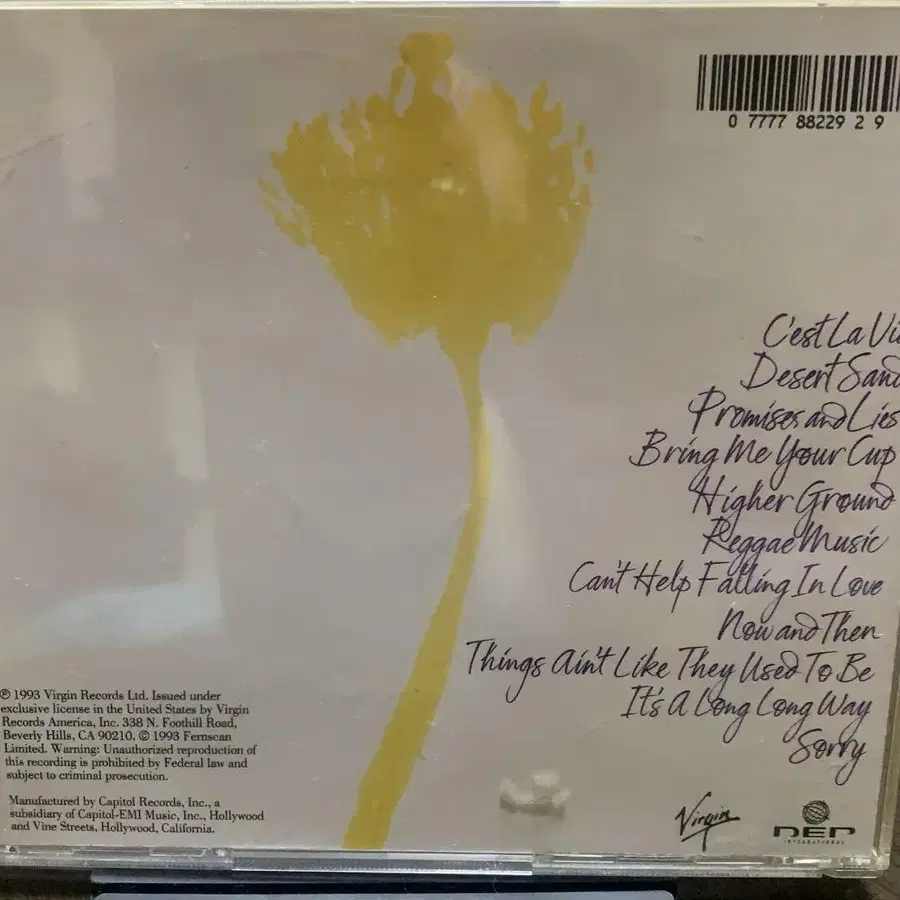 0 7777 88229 2 9
C'est La Vi
Desert Sand
Promises and Lies
Bring Me Your Cup
Higher Ground
Reggae Music
Can't Help Falling In Love
Now and Then
Things Ain't Like They Used To Be
It's A Long Long Way
Sorry
℗ 1993 Virgin Records Ltd. Issued under
exclusive license in the United States by Virgin
Records America, Inc. 338 N. Foothill Road,
Beverly Hills, CA 90210. © 1993 Fernscan
Limited. Warning: Unauthorized reproduction of
this recording is prohibited by Federal law and
subject to criminal prosecution.
Manufactured by Capitol Records, Inc., a
subsidiary of Capitol-EMI Music, Inc., Hollywood
and Vine Streets, Hollywood, California.
Virgin
DEP
INTERNATIONAL